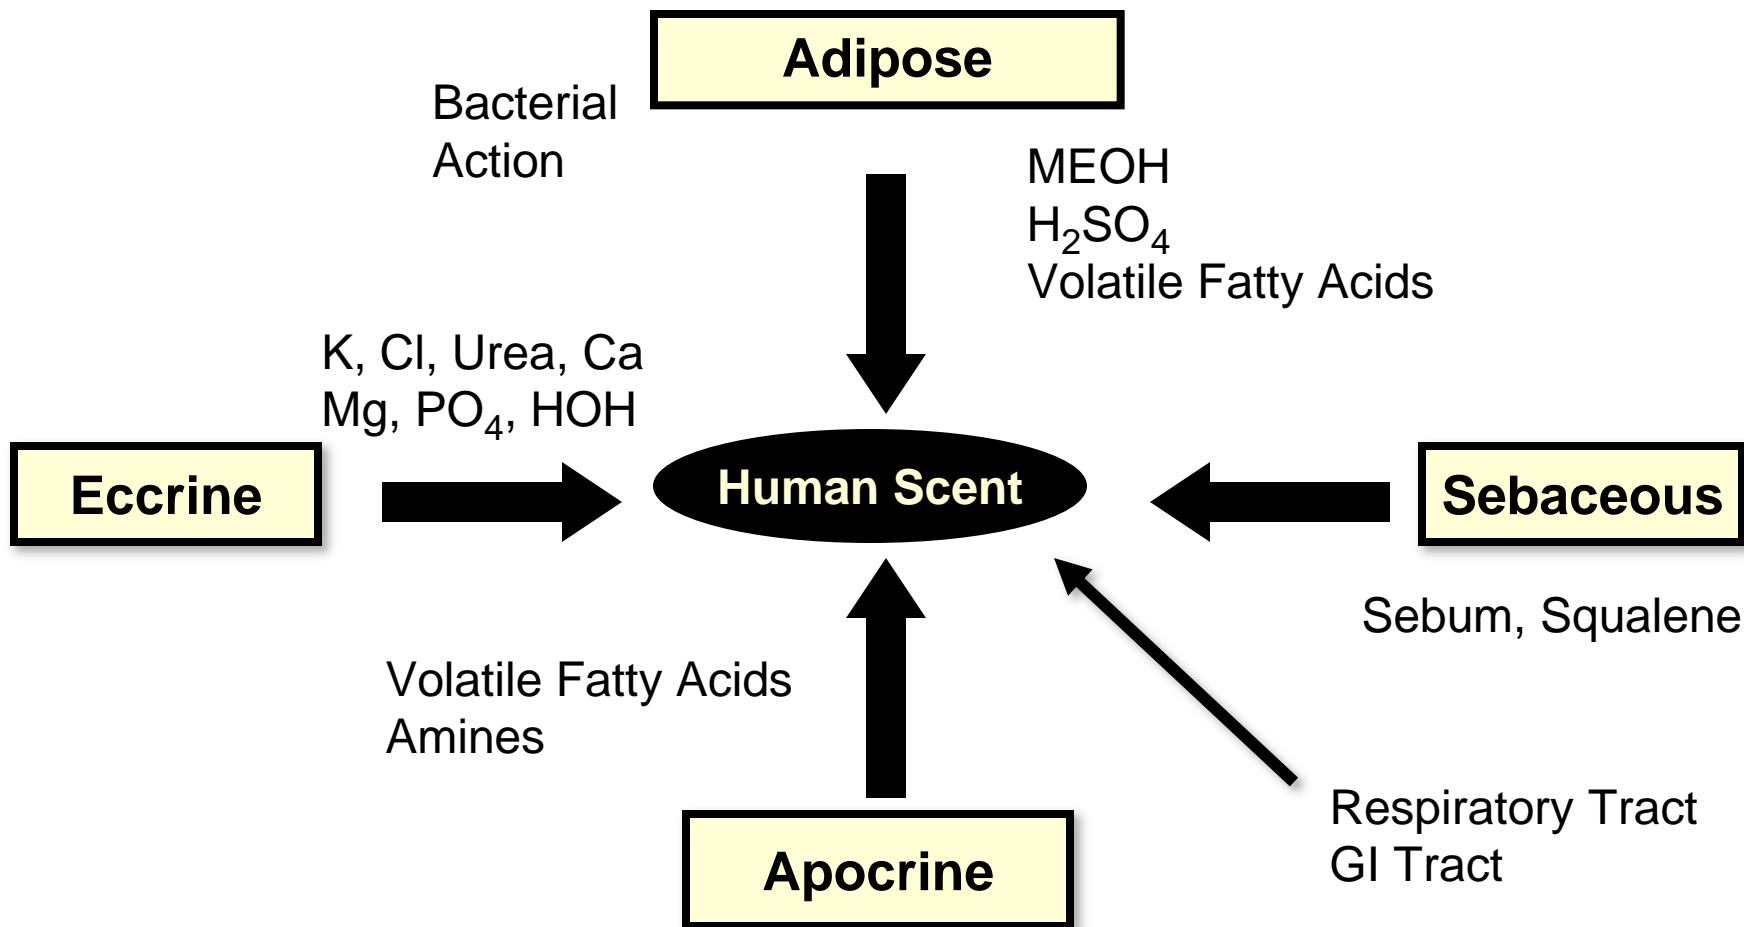 Adipose
Bacterial
Action
MEOH
H₂SO₄
Volatile Fatty Acids
K, Cl, Urea, Ca
Mg, PO₄, HOH
Eccrine
Human Scent
Sebaceous
Sebum, Squalene
Volatile Fatty Acids
Amines
Respiratory Tract
GI Tract
Apocrine